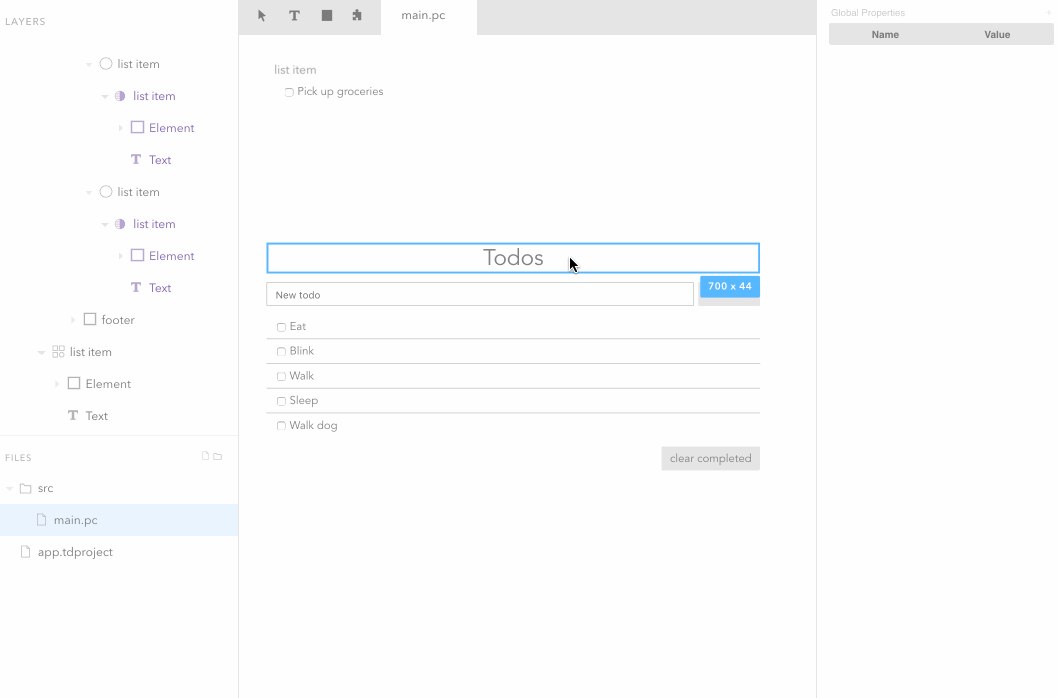 LAYERS
list item
list item
Element
Text
list item
list item
Element
Text
footer
list item
Element
Text
FILES
src
main.pc
app.tdproject
T
main.pc
list item
Pick up groceries
Todos
700 x 44
New todo
Eat
Blink
Walk
Sleep
Walk dog
clear completed
Global Properties
+
Name Value